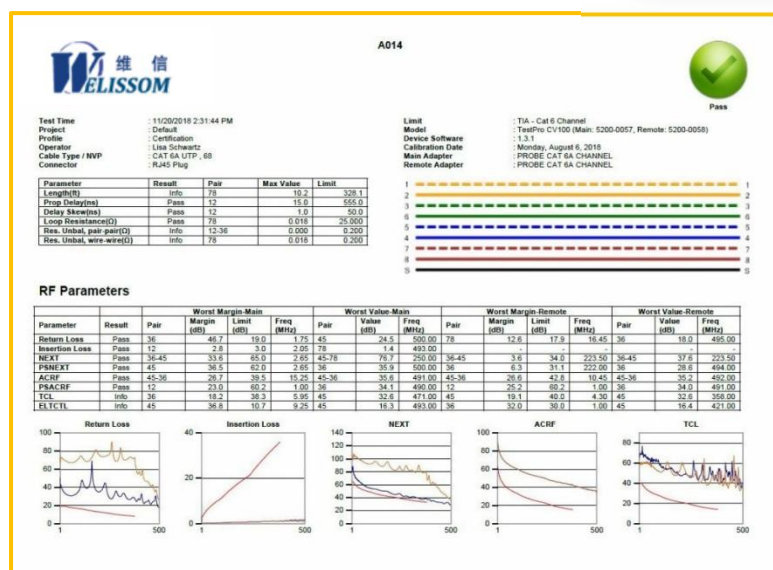 A014
维信
WELISSOM
Pass
Test Time : 11/20/2018 2:31:44 PM
Project : Default
Profile : Certification
Operator : Lisa Schwartz
Cable Type / NVP : CAT 6A UTP , 68
Connector : RJ45 Plug
Limit : TIA - Cat 6 Channel
Model : TestPro CV100 (Main: 5200-0057, Remote: 5200-0058)
Device Software : 1.3.1
Calibration Date : Monday, August 6, 2018
Main Adapter : PROBE CAT 6A CHANNEL
Remote Adapter : PROBE CAT 6A CHANNEL
Parameter Result Pair Max Value Limit
Length(ft) Info 78 10.2 328.1
Prop Delay(ns) Pass 12 15.0 555.0
Delay Skew(ns) Pass 12 1.0 50.0
Loop Resistance(Ω) Pass 78 0.018 25.000
Res. Unbal, pair-pair(Ω) Info 12-36 0.000 0.200
Res. Unbal, wire-wire(Ω) Info 78 0.018 0.200
1 1
2 2
3 3
6 6
5 5
4 4
7 7
8 8
S S
RF Parameters
Worst Margin-Main Worst Value-Main Worst Margin-Remote Worst Value-Remote
Parameter Result Pair Margin (dB) Limit (dB) Freq (MHz) Pair Value (dB) Freq (MHz) Pair Margin (dB) Limit (dB) Freq (MHz) Pair Value (dB) Freq (MHz)
Return Loss Pass 36 46.7 19.0 1.75 45 24.5 500.00 78 12.6 17.9 16.45 36 18.0 495.00
Insertion Loss Pass 12 2.8 3.0 2.05 78 1.4 493.00 - - - - -
NEXT Pass 36-45 33.6 65.0 2.65 45-78 76.7 250.00 36-45 3.6 34.0 223.50 36-45 37.6 223.50
PSNEXT Pass 45 36.5 62.0 2.65 36 35.9 500.00 36 6.3 31.1 222.00 36 28.6 494.00
ACRF Pass 45-36 26.7 39.5 15.25 45-36 35.6 491.00 45-36 26.6 42.8 10.45 45-36 35.2 492.00
PSACRF Pass 12 23.0 60.2 1.00 36 34.1 490.00 12 25.2 60.2 1.00 36 34.0 491.00
TCL Info 36 18.2 38.3 5.95 45 32.6 471.00 45 19.1 40.0 4.30 45 32.6 358.00
ELTCTL Info 45 36.8 10.7 9.25 45 16.3 493.00 36 32.0 30.0 1.00 45 16.4 421.00
Return Loss Insertion Loss NEXT ACRF TCL
100 80 60 40 20 0 1 500
40 20 0 1 500
140 120 100 80 60 40 20 0 1 500
100 80 60 40 20 0 1 500
80 60 40 20 0 1 500